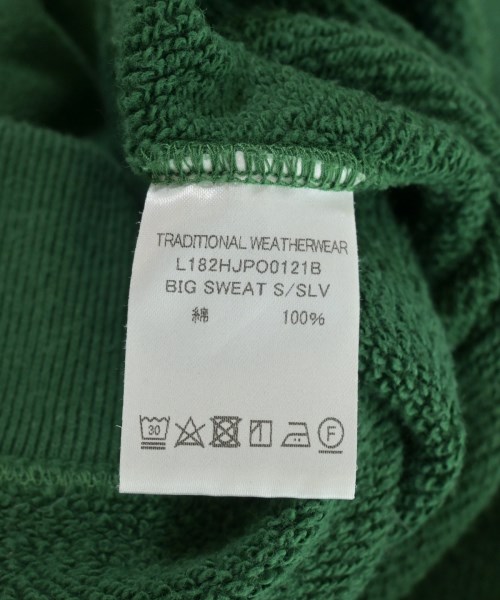 TRADITIONAL WEATHERWEAR
L182HJPO0121B
BIG SWEAT S/SLV
綿 100%
30 F